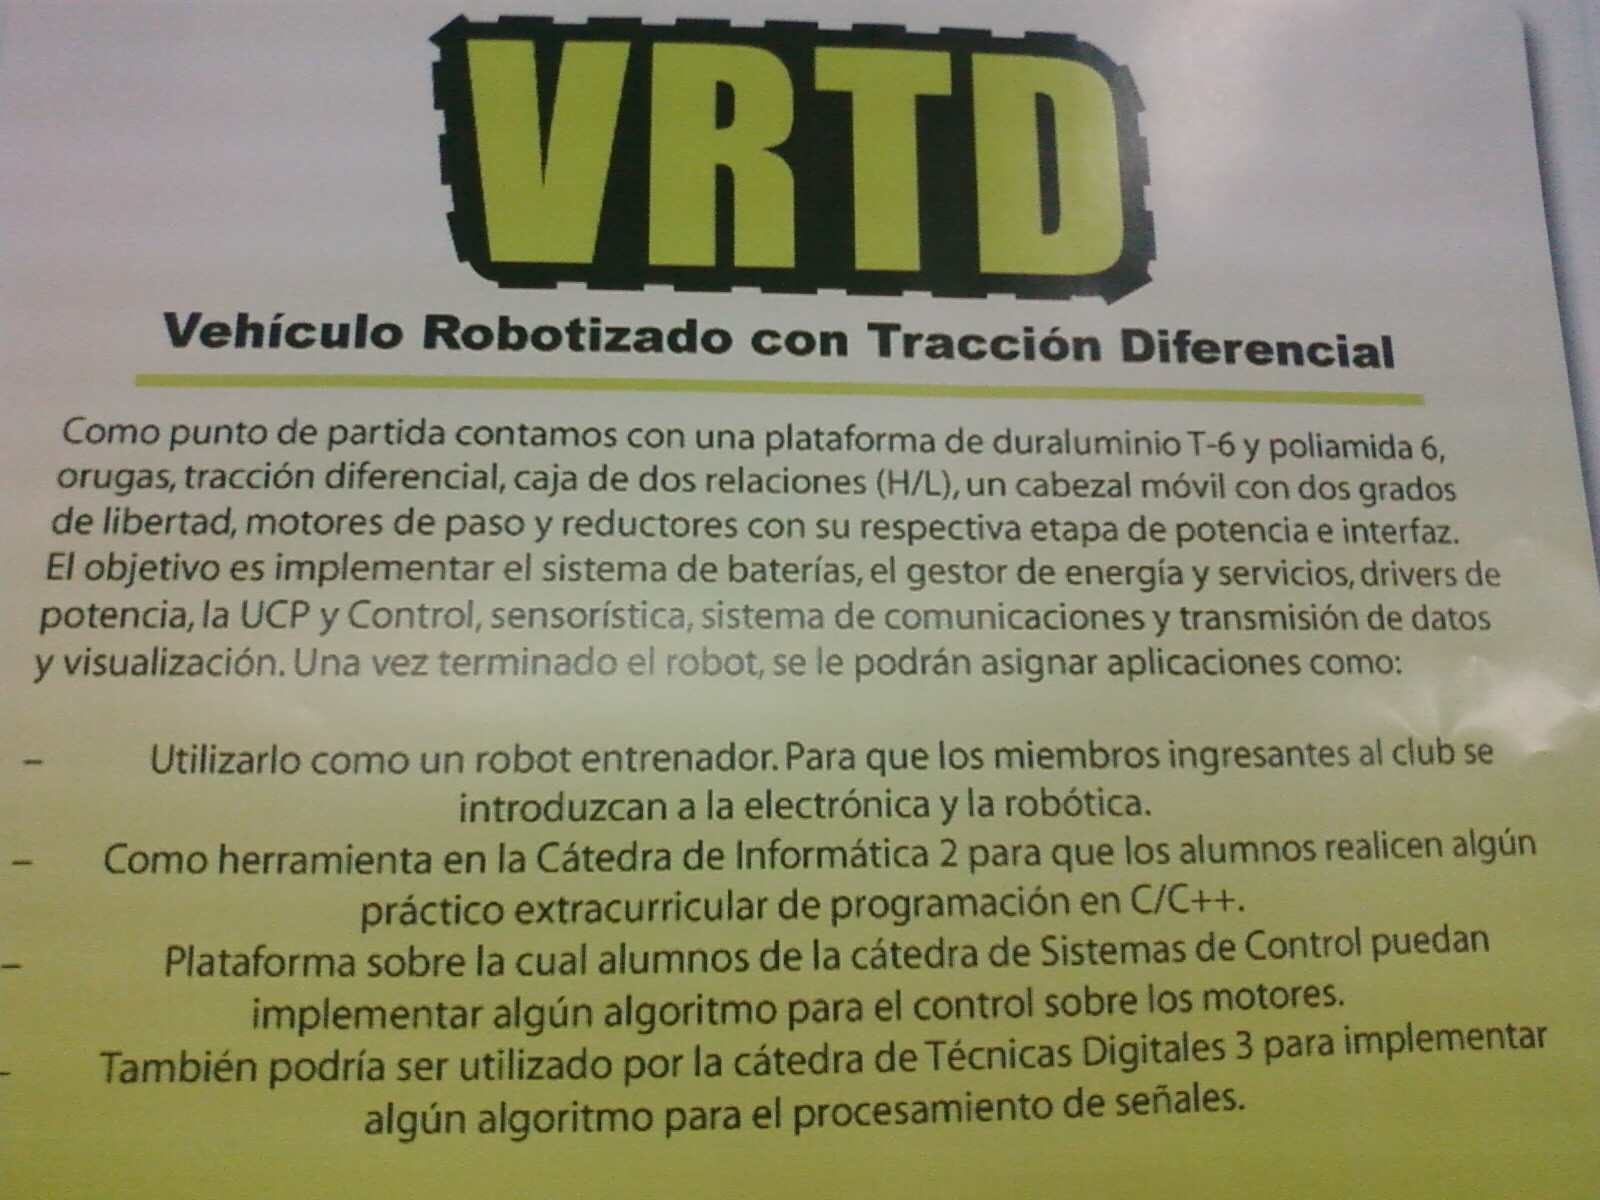 VRTD
Vehículo Robotizado con Tracción Diferencial
Como punto de partida contamos con una plataforma de duraluminio T-6 y poliamida 6,
orugas, tracción diferencial, caja de dos relaciones (H/L), un cabezal móvil con dos grados
de libertad, motores de paso y reductores con su respectiva etapa de potencia e interfaz.
El objetivo es implementar el sistema de baterías, el gestor de energía y servicios, drivers de
potencia, la UCP y Control, sensorística, sistema de comunicaciones y transmisión de datos
y visualización. Una vez terminado el robot, se le podrán asignar aplicaciones como:
– Utilizarlo como un robot entrenador. Para que los miembros ingresantes al club se
introduzcan a la electrónica y la robótica.
– Como herramienta en la Cátedra de Informática 2 para que los alumnos realicen algún
práctico extracurricular de programación en C/C++.
– Plataforma sobre la cual alumnos de la cátedra de Sistemas de Control puedan
implementar algún algoritmo para el control sobre los motores.
– También podría ser utilizado por la cátedra de Técnicas Digitales 3 para implementar
algún algoritmo para el procesamiento de señales.